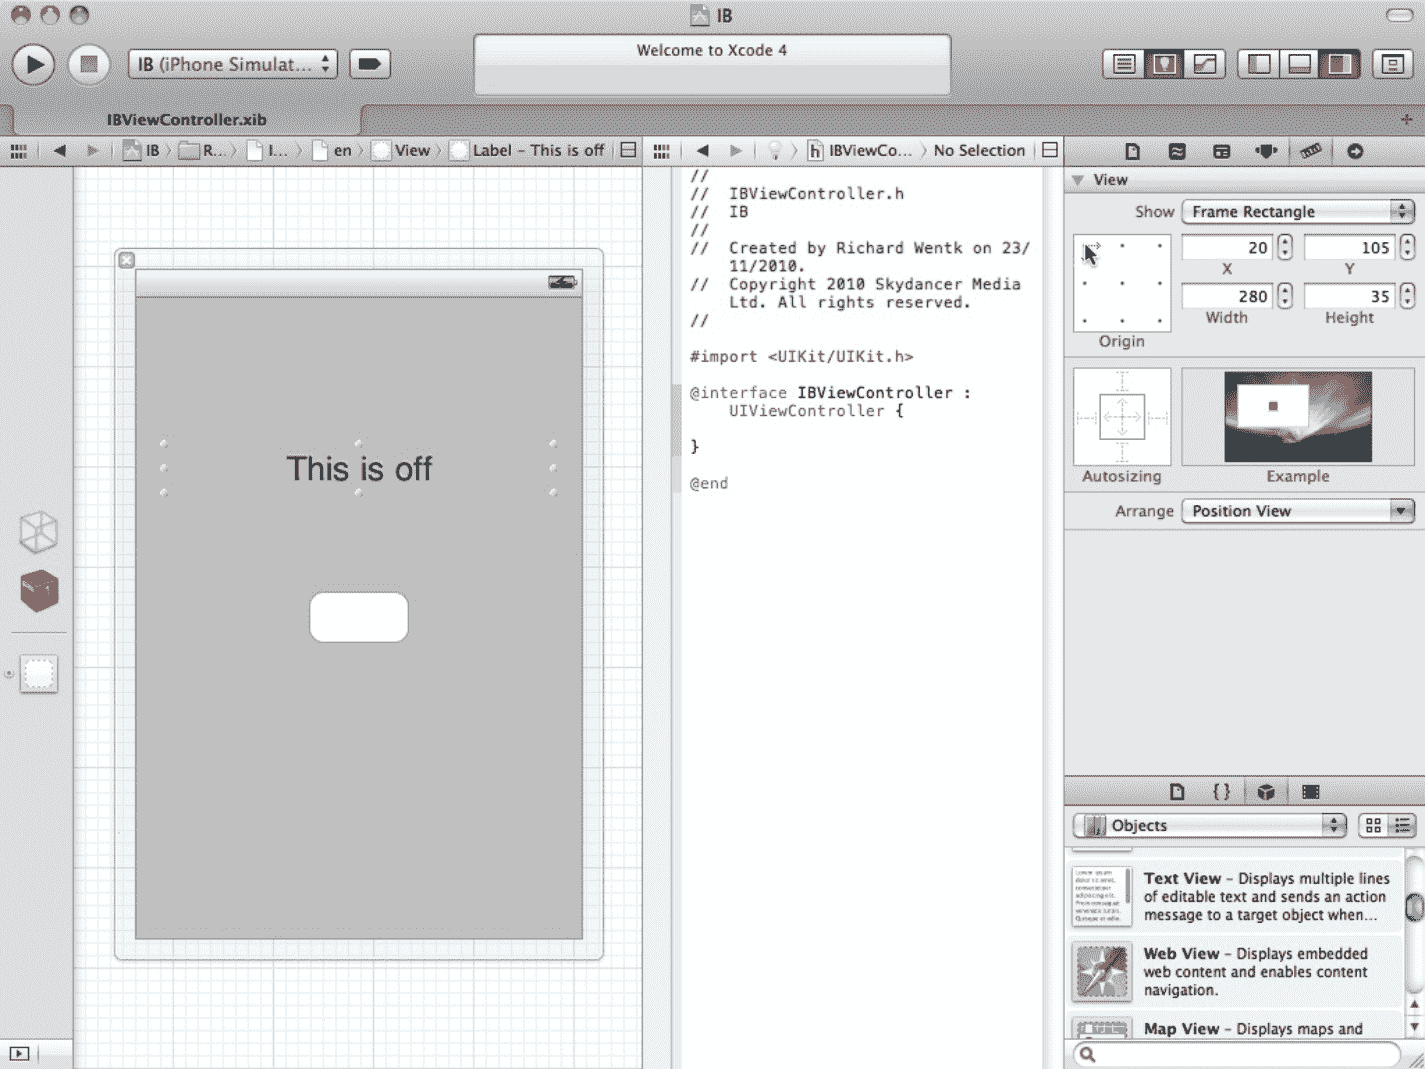 IB
IB (iPhone Simulat...
Welcome to Xcode 4
IBViewController.xib
IB
R...
I...
en
View
Label – This is off
IBViewCo...
No Selection
This is off
//
//  IBViewController.h
//  IB
//
//  Created by Richard Wentk on 23/
11/2010.
//  Copyright 2010 Skydancer Media
Ltd. All rights reserved.
//
#import <UIKit/UIKit.h>
@interface IBViewController :
UIViewController {
}
@end
View
Show Frame Rectangle
20 105
X Y
280 35
Width Height
Origin
Autosizing
Example
Arrange Position View
{ }
Objects
Text View – Displays multiple lines
of editable text and sends an action
message to a target object when...
Web View – Displays embedded
web content and enables content
navigation.
Map View – Displays maps and